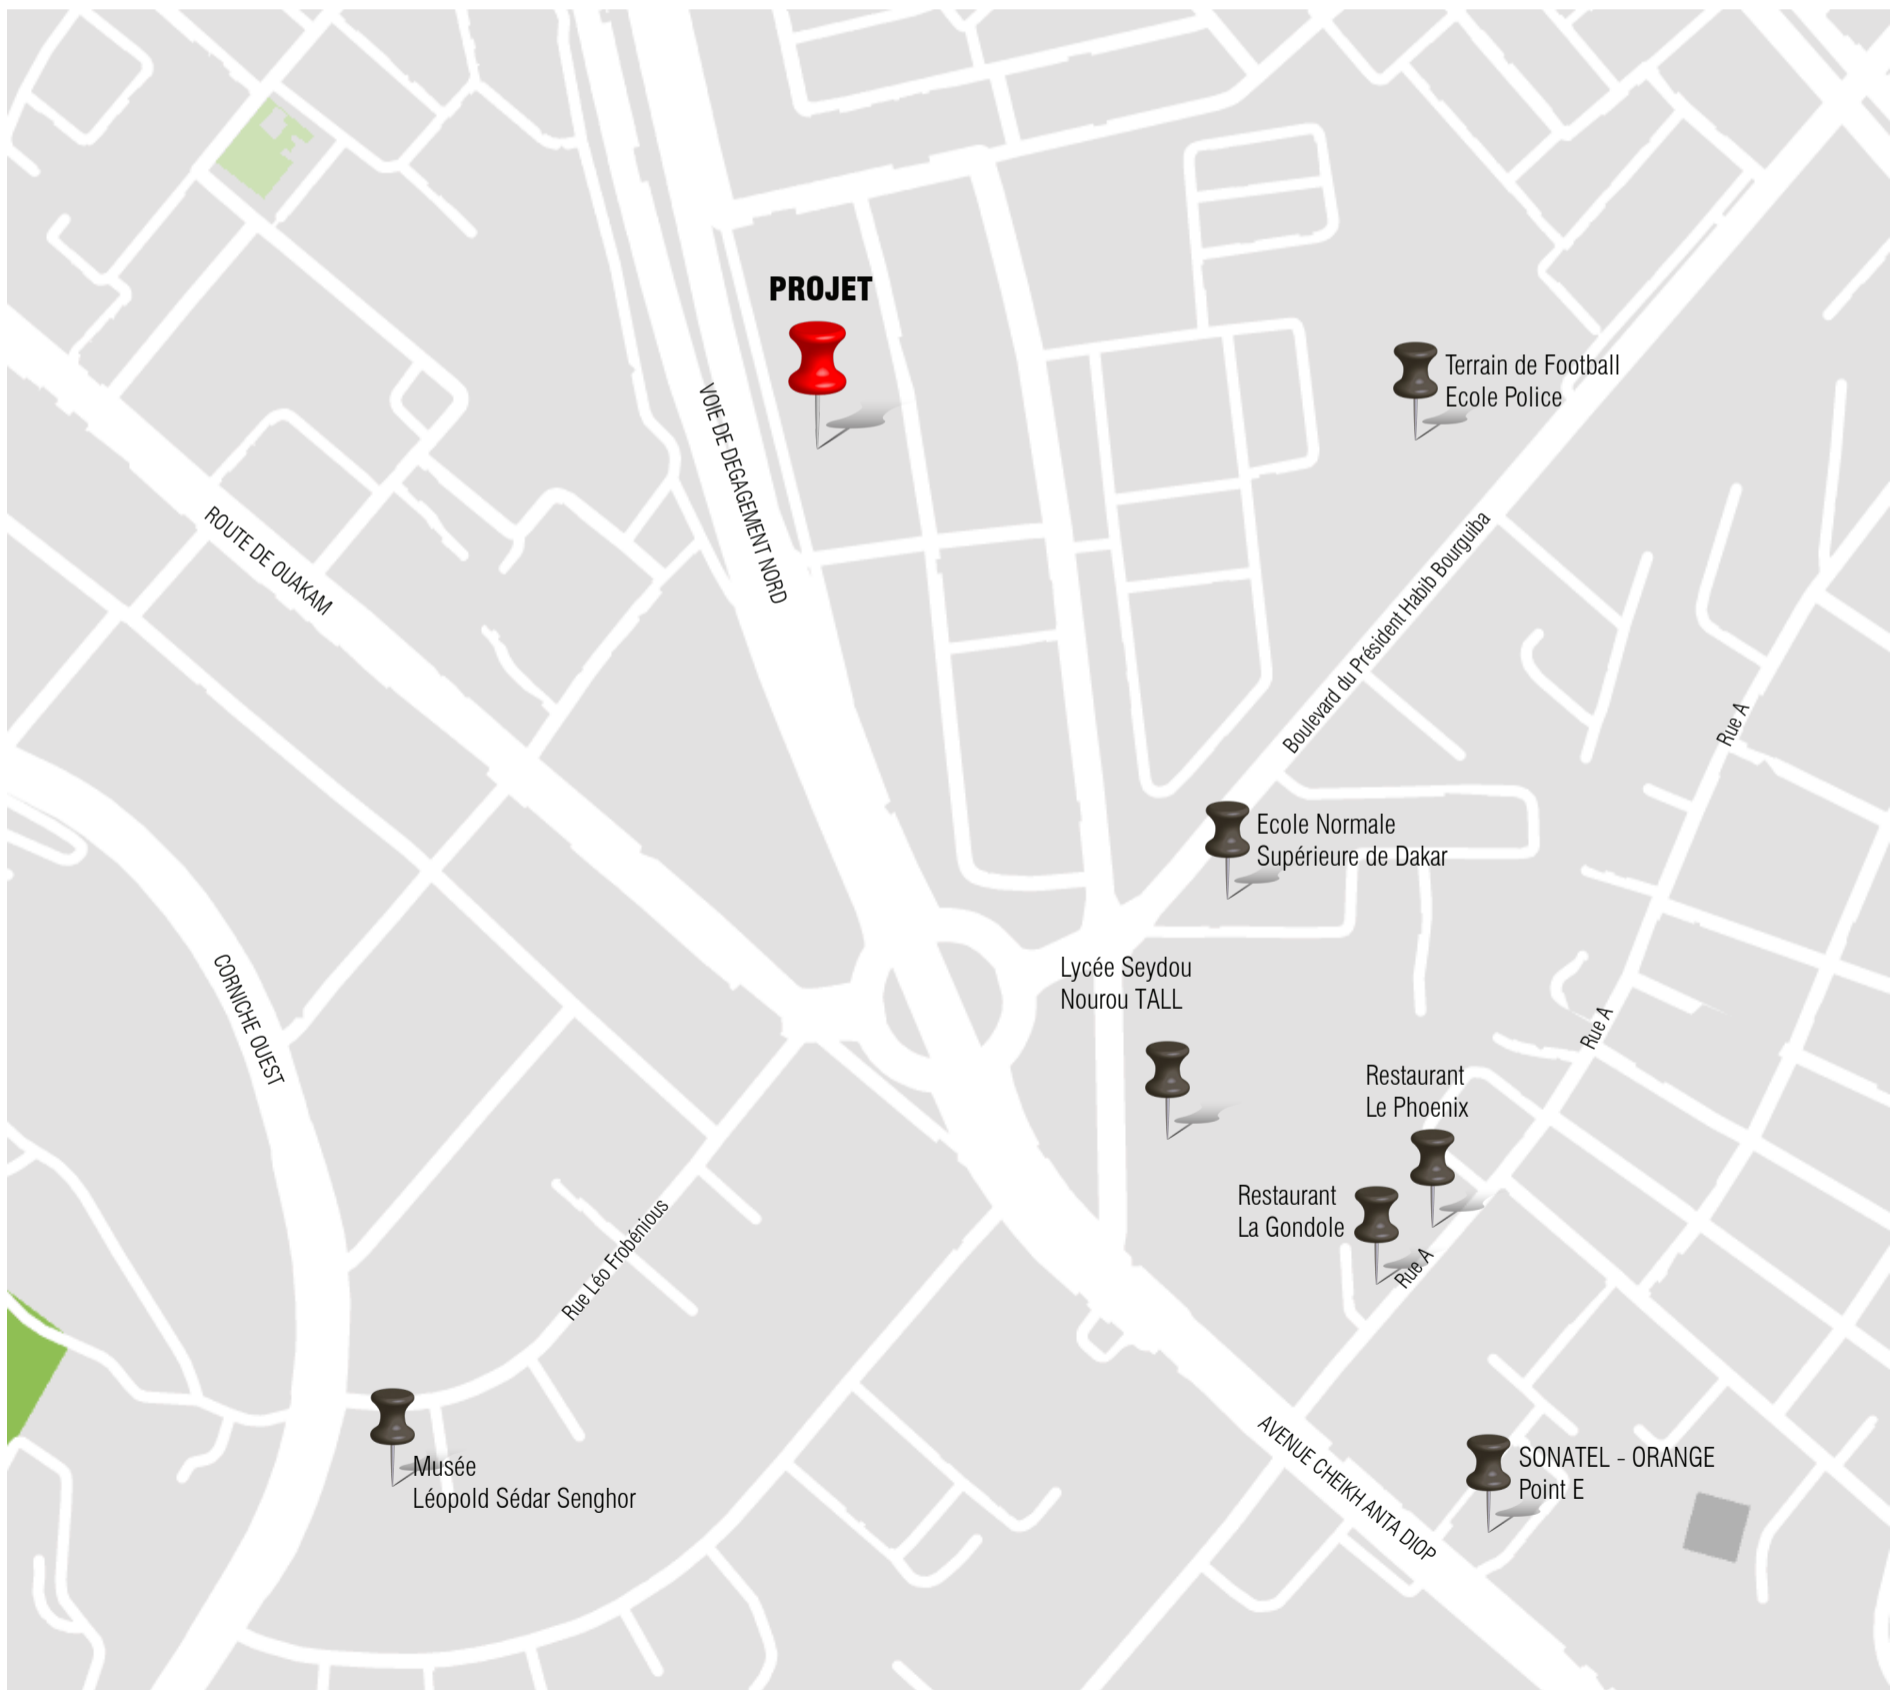 PROJET
Terrain de Football
Ecole Police
VOIE DE DEGAGEMENT NORD
ROUTE DE OUAKAM
Boulevard du Président Habib Bourguiba
Rue A
Ecole Normale
Supérieure de Dakar
CORNICHE OUEST
Lycée Seydou
Nourou TALL
Rue A
Restaurant
Le Phoenix
Restaurant
La Gondole
Rue A
Rue Léo Frobénious
Musée
Léopold Sédar Senghor
AVENUE CHEIKH ANTA DIOP
SONATEL - ORANGE
Point E